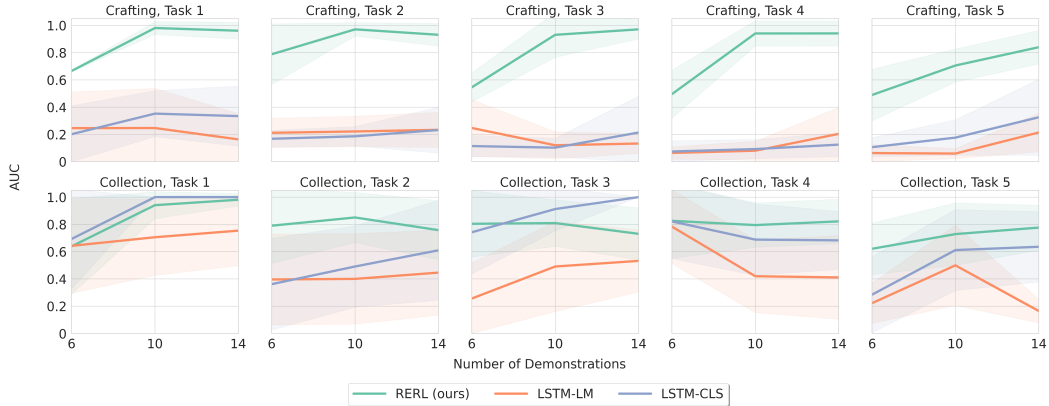 Crafting, Task 1 Crafting, Task 2 Crafting, Task 3 Crafting, Task 4 Crafting, Task 5
1.0
0.8
0.6
0.4
0.2
0
AUC
Collection, Task 1 Collection, Task 2 Collection, Task 3 Collection, Task 4 Collection, Task 5
1.0
0.8
0.6
0.4
0.2
0
6 10 14 6 10 14 6 10 14 6 10 14 6 10 14
Number of Demonstrations
RERL (ours) LSTM-LM LSTM-CLS